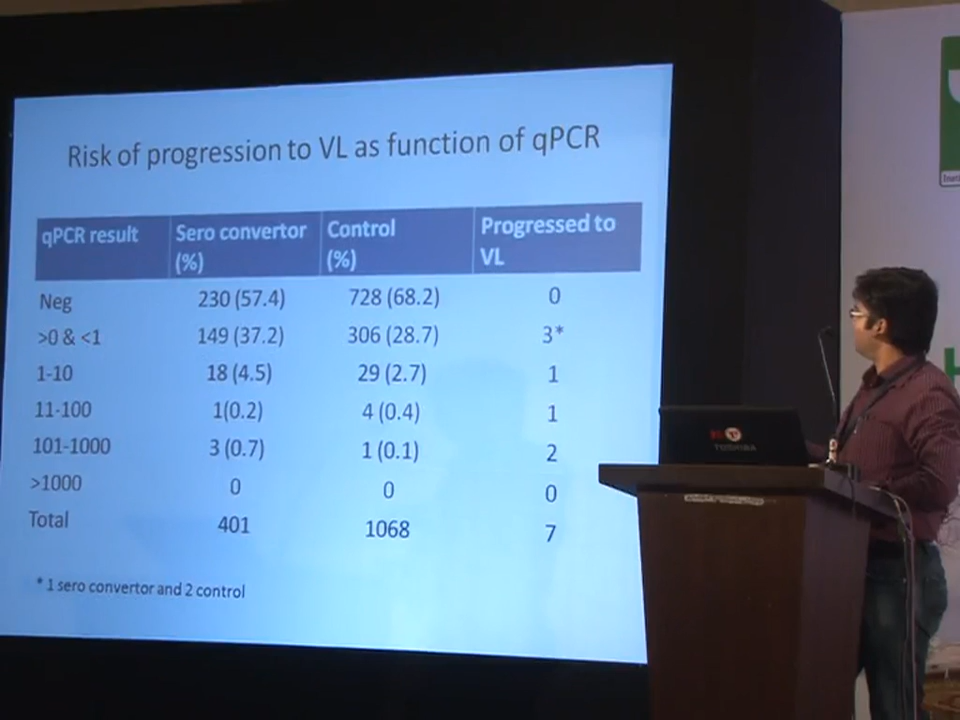 Risk of progression to VL as function of qPCR
qPCR result Sero convertor (%) Control (%) Progressed to VL
Neg 230 (57.4) 728 (68.2) 0
>0 & <1 149 (37.2) 306 (28.7) 3*
1-10 18 (4.5) 29 (2.7) 1
11-100 1(0.2) 4 (0.4) 1
101-1000 3 (0.7) 1 (0.1) 2
>1000 0 0 0
Total 401 1068 7
* 1 sero convertor and 2 control
TOSHIBA
H